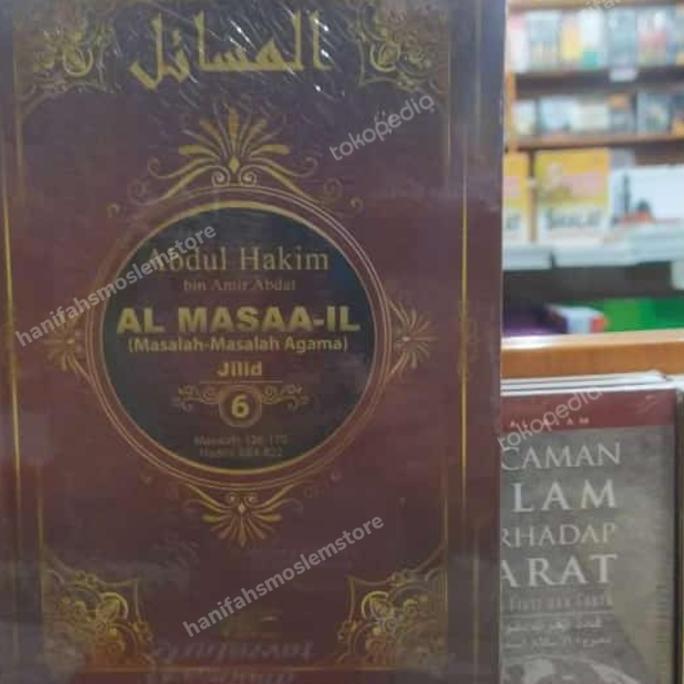 المسائل
Abdul Hakim
bin Amir Abdat
AL MASAA-IL
(Masalah-Masalah Agama)
Jilid
6
hanifahsmoslemstore
tokopedia
tokopedia
hanifahsmoslemstore
CAMAN
LAM
RHADAP
ARAT